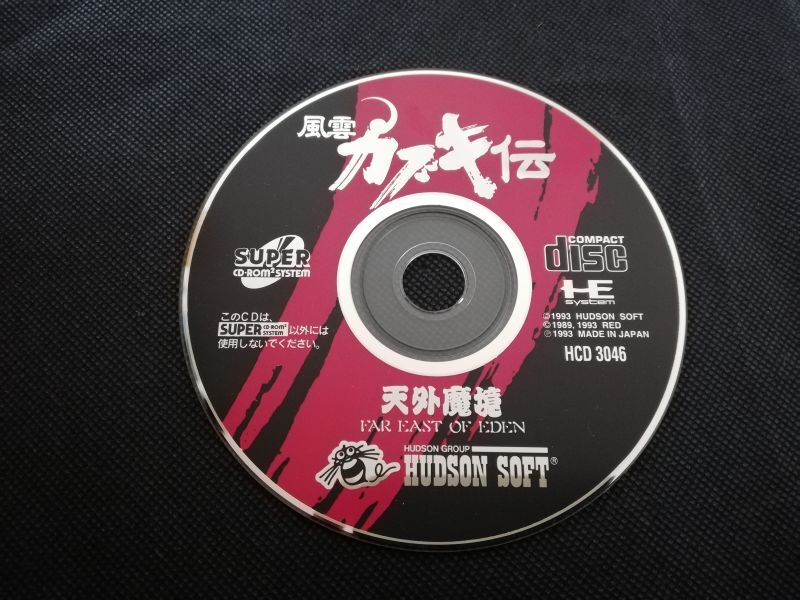 風雲カブキ伝
SUPER
CD-ROM² SYSTEM
COMPACT
disc
HE
system
このCDは、
SUPER CD-ROM² SYSTEM 以外には
使用しないでください。
©1993 HUDSON SOFT
©1989, 1993 RED
℗1993 MADE IN JAPAN
HCD 3046
天外魔境
FAR EAST OF EDEN
HUDSON GROUP
HUDSON SOFT®